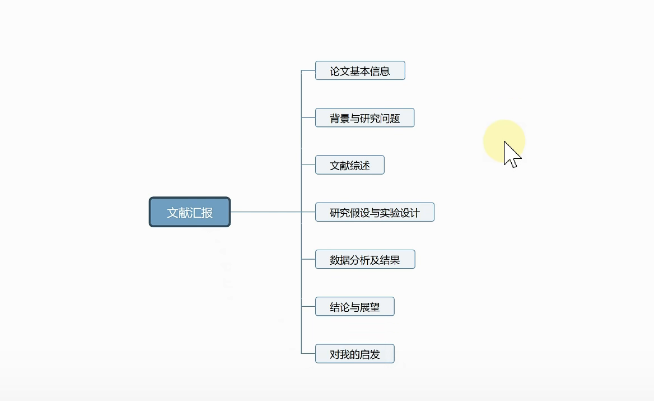 论文基本信息
背景与研究问题
文献综述
文献汇报
研究假设与实验设计
数据分析及结果
结论与展望
对我的启发